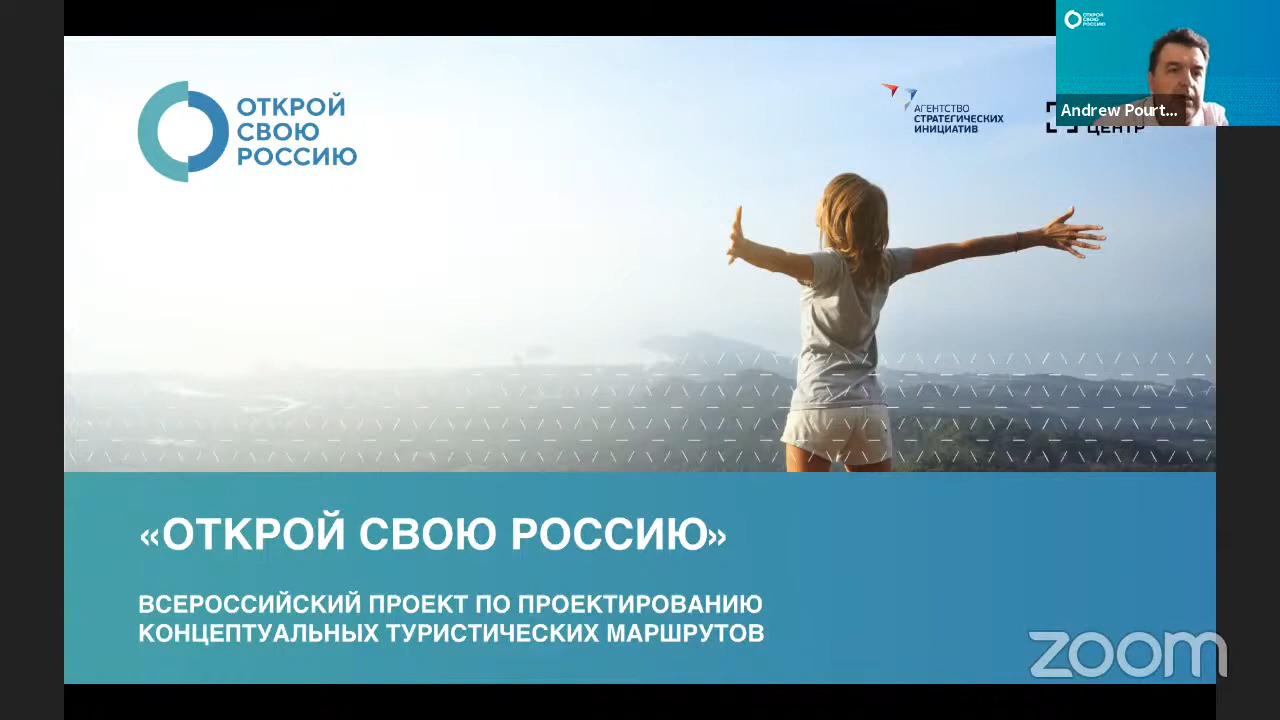 ОТКРОЙ
СВОЮ
РОССИЮ
АГЕНТСТВО
СТРАТЕГИЧЕСКИХ
ИНИЦИАТИВ
ЦЕНТР
ОТКРОЙ
СВОЮ
РОССИЮ
Andrew Pourt...
«ОТКРОЙ СВОЮ РОССИЮ»
ВСЕРОССИЙСКИЙ ПРОЕКТ ПО ПРОЕКТИРОВАНИЮ
КОНЦЕПТУАЛЬНЫХ ТУРИСТИЧЕСКИХ МАРШРУТОВ
zoom